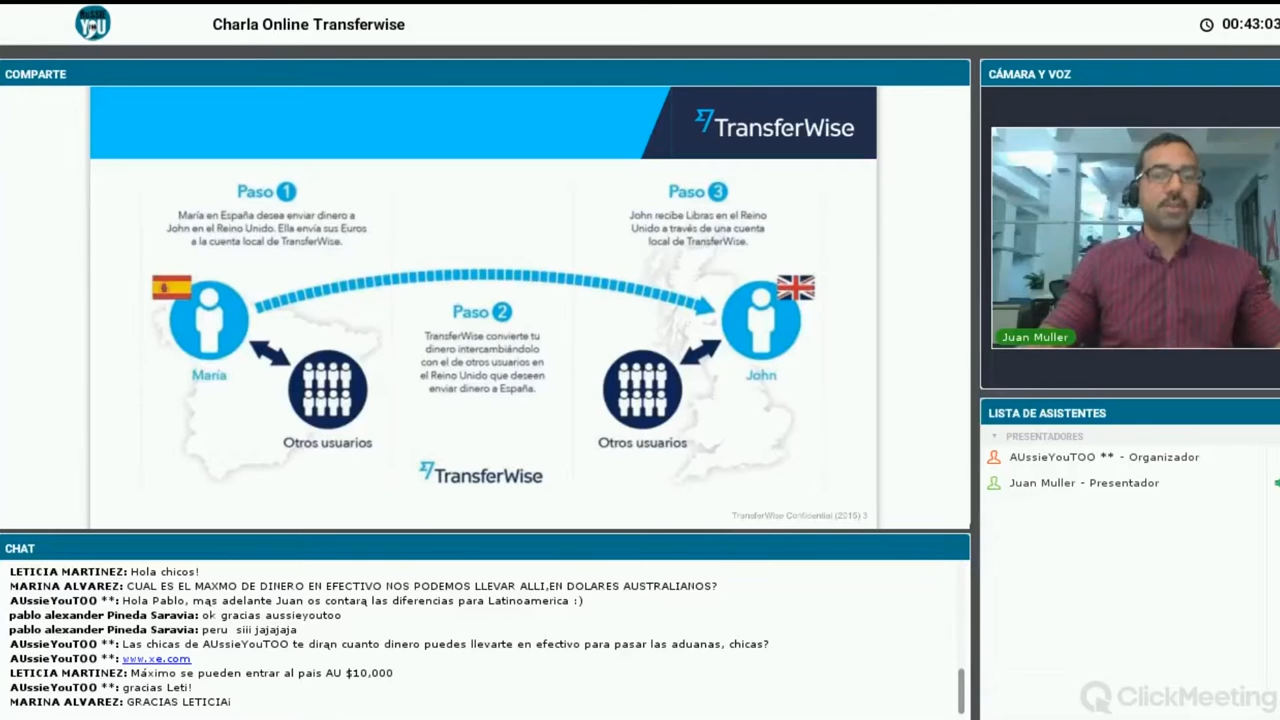 AUSSIE YOU
Charla Online Transferwise
00:43:03
COMPARTE
TransferWise
Paso 1
María en España desea enviar dinero a
John en el Reino Unido. Ella envía sus Euros
a la cuenta local de TransferWise.
Paso 3
John recibe Libras en el Reino
Unido a través de una cuenta
local de TransferWise.
Paso 2
TransferWise convierte tu
dinero intercambiándolo
con el de otros usuarios en
el Reino Unido que deseen
enviar dinero a España.
María
John
Otros usuarios
Otros usuarios
TransferWise
TransferWise Confidential (2015) 3
CÁMARA Y VOZ
Juan Muller
LISTA DE ASISTENTES
PRESENTADORES
AUssieYouTOO ** - Organizador
Juan Muller - Presentador
CHAT
LETICIA MARTINEZ: Hola chicos!
MARINA ALVAREZ: CUAL ES EL MAXMO DE DINERO EN EFECTIVO NOS PODEMOS LLEVAR ALLI,EN DOLARES AUSTRALIANOS?
AUssieYouTOO **: Hola Pablo, mąs adelante Juan os contarą las diferencias para Latinoamerica :)
pablo alexander Pineda Saravia: ok gracias aussieyoutoo
pablo alexander Pineda Saravia: peru siii jajajaja
AUssieYouTOO **: Las chicas de AUssieYouTOO te dirąn cuanto dinero puedes llevarte en efectivo para pasar las aduanas, chicas?
AUssieYouTOO **: www.xe.com
LETICIA MARTINEZ: Máximo se pueden entrar al pais AU $10,000
AUssieYouTOO **: gracias Leti!
MARINA ALVAREZ: GRACIAS LETICIA¡
ClickMeeting